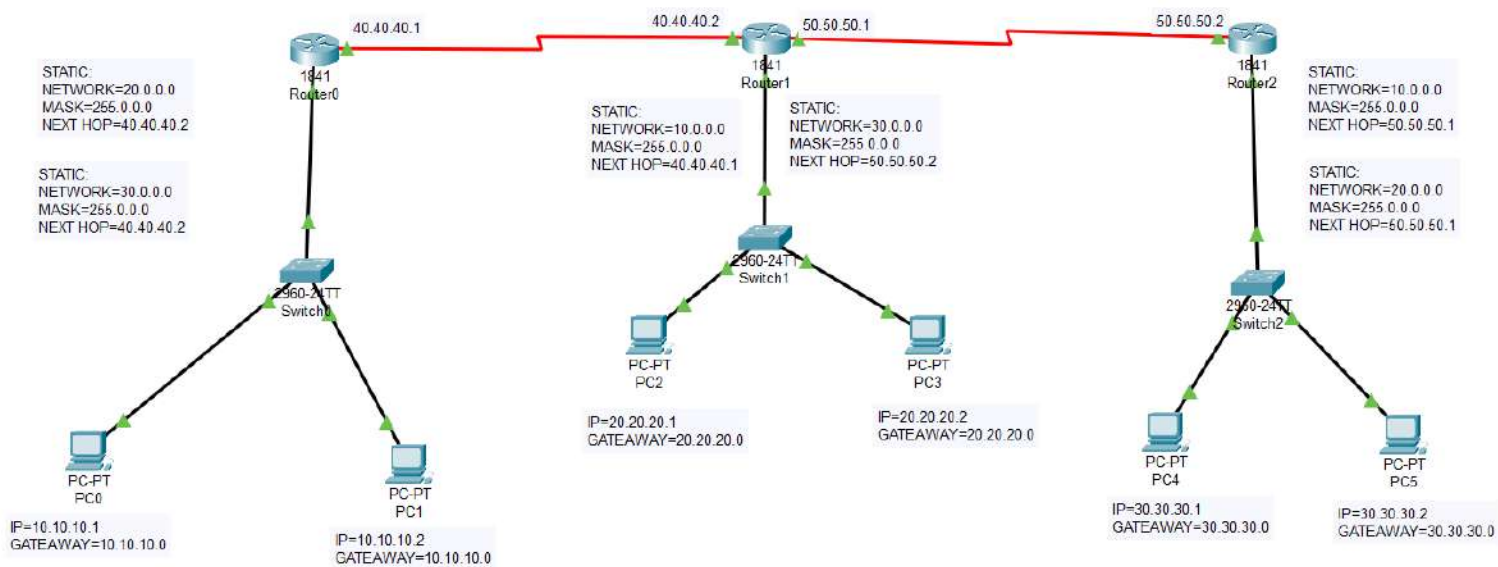 40.40.40.1
40.40.40.2
50.50.50.1
50.50.50.2
1841
Router0
1841
Router1
1841
Router2
STATIC:
NETWORK=20.0.0.0
MASK=255.0.0.0
NEXT HOP=40.40.40.2
STATIC:
NETWORK=30.0.0.0
MASK=255.0.0.0
NEXT HOP=40.40.40.2
STATIC:
NETWORK=10.0.0.0
MASK=255.0.0.0
NEXT HOP=40.40.40.1
STATIC:
NETWORK=30.0.0.0
MASK=255.0.0.0
NEXT HOP=50.50.50.2
STATIC:
NETWORK=10.0.0.0
MASK=255.0.0.0
NEXT HOP=50.50.50.1
STATIC:
NETWORK=20.0.0.0
MASK=255.0.0.0
NEXT HOP=50.50.50.1
2960-24TT
Switch0
2960-24TT
Switch1
2960-24TT
Switch2
PC-PT
PC0
PC-PT
PC1
PC-PT
PC2
PC-PT
PC3
PC-PT
PC4
PC-PT
PC5
IP=10.10.10.1
GATEAWAY=10.10.10.0
IP=10.10.10.2
GATEAWAY=10.10.10.0
IP=20.20.20.1
GATEAWAY=20.20.20.0
IP=20.20.20.2
GATEAWAY=20.20.20.0
IP=30.30.30.1
GATEAWAY=30.30.30.0
IP=30.30.30.2
GATEAWAY=30.30.30.0